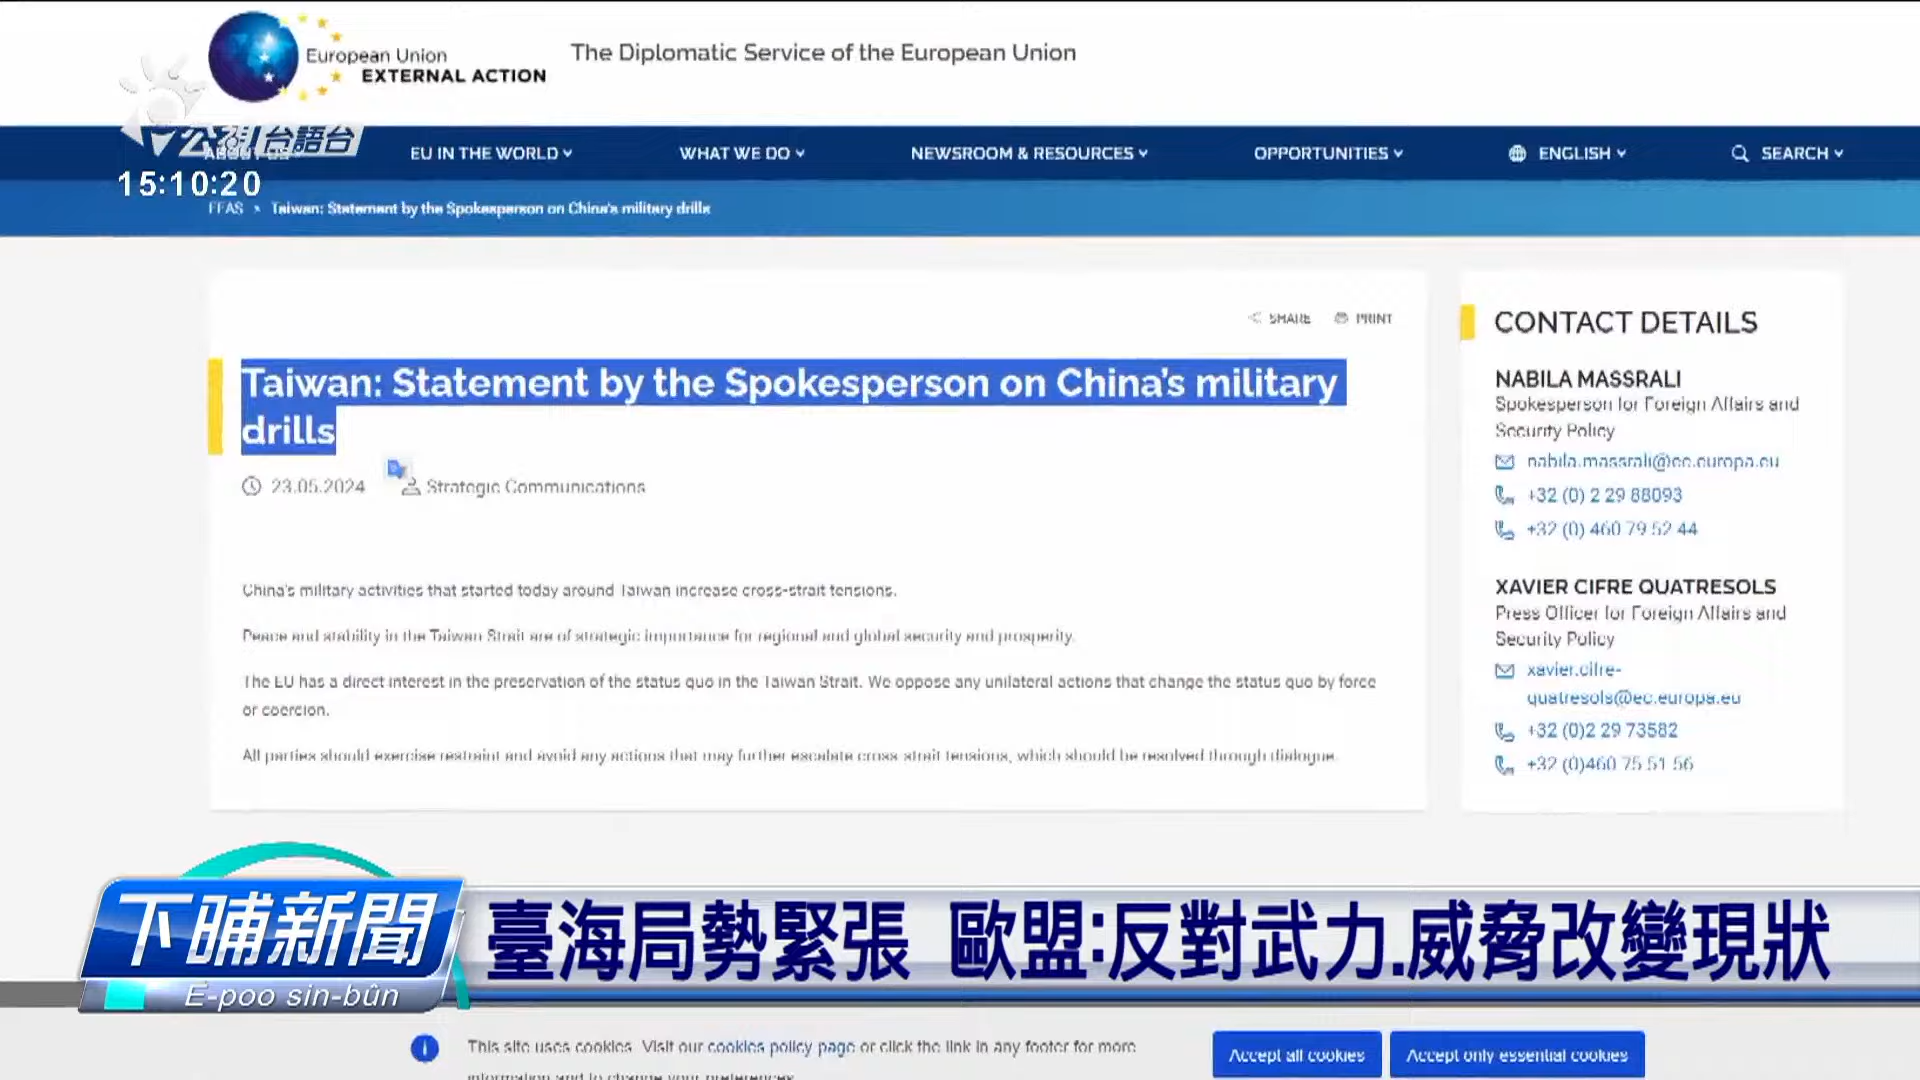 European Union
EXTERNAL ACTION
The Diplomatic Service of the European Union
公視台語台
ABOUT US
EU IN THE WORLD
WHAT WE DO
NEWSROOM & RESOURCES
OPPORTUNITIES
ENGLISH
SEARCH
15:10:20
EEAS > Taiwan: Statement by the Spokesperson on China's military drills
SHARE
PRINT
Taiwan: Statement by the Spokesperson on China's military
drills
23.05.2024
Strategic Communications
China's military activities that started today around Taiwan increase cross-strait tensions.
Peace and stability in the Taiwan Strait are of strategic importance for regional and global security and prosperity.
The EU has a direct interest in the preservation of the status quo in the Taiwan Strait. We oppose any unilateral actions that change the status quo by force
or coercion.
All parties should exercise restraint and avoid any actions that may further escalate cross-strait tensions, which should be resolved through dialogue.
CONTACT DETAILS
NABILA MASSRALI
Spokesperson for Foreign Affairs and
Security Policy
nabila.massrali@ec.europa.eu
+32 (0) 2 29 88093
+32 (0) 460 79 52 44
XAVIER CIFRE QUATRESOLS
Press Officer for Foreign Affairs and
Security Policy
xavier.cifre-
quatresols@ec.europa.eu
+32 (0)2 29 73582
+32 (0)460 75 51 56
下晡新聞
E-poo sin-bûn
臺海局勢緊張 歐盟:反對武力.威脅改變現狀
This site uses cookies. Visit our cookies policy page or click the link in any footer for more
information and to change your preferences.
Accept all cookies
Accept only essential cookies